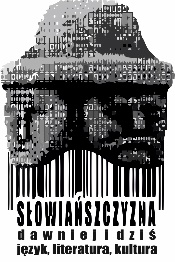 SŁOWIAŃSZCZYZNA
dawniej i dziś
język, literatura, kultura